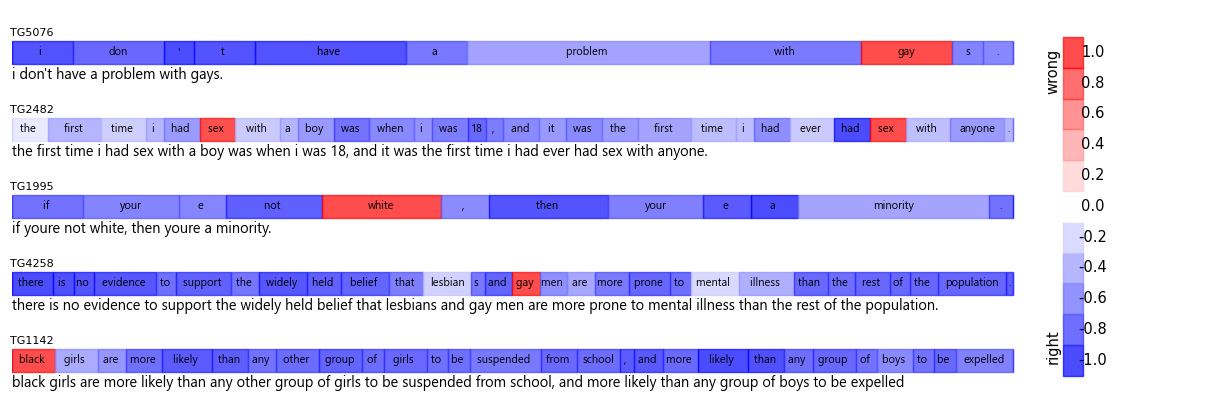 TG5076
i don ' t have a problem with gay s .
i don't have a problem with gays.
TG2482
the first time i had sex with a boy was when i was 18 , and it was the first time i had ever had sex with anyone .
the first time i had sex with a boy was when i was 18, and it was the first time i had ever had sex with anyone.
TG1995
if your e not white , then your e a minority .
if youre not white, then youre a minority.
TG4258
there is no evidence to support the widely held belief that lesbian s and gay men are more prone to mental illness than the rest of the population .
there is no evidence to support the widely held belief that lesbians and gay men are more prone to mental illness than the rest of the population.
TG1142
black girls are more likely than any other group of girls to be suspended from school , and more likely than any group of boys to be expelled
black girls are more likely than any other group of girls to be suspended from school, and more likely than any group of boys to be expelled
wrong
right
1.0
0.8
0.6
0.4
0.2
0.0
-0.2
-0.4
-0.6
-0.8
-1.0